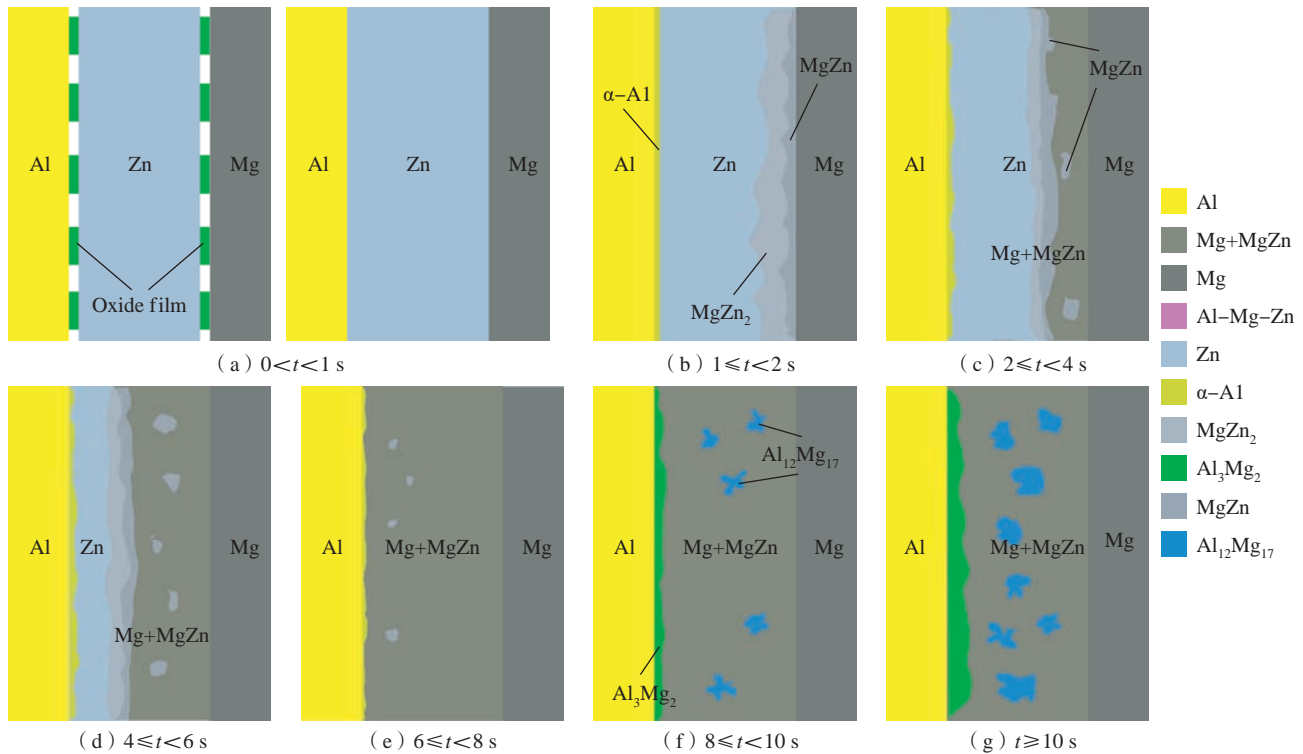 Al
Zn
Mg
Oxide film
Al
Zn
Mg
(a) 0<t<1 s
α-A1
Al
Zn
MgZn
Mg
MgZn₂
(b) 1≤t<2 s
Al
Zn
MgZn
Mg
Mg+MgZn
(c) 2≤t<4 s
Al
Zn
Mg
Mg+MgZn
(d) 4≤t<6 s
Al
Mg+MgZn
Mg
(e) 6≤t<8 s
Al₁₂Mg₁₇
Al
Mg+MgZn
Mg
Al₃Mg₂
(f) 8≤t<10 s
Al
Mg+MgZn
Mg
(g) t≥10 s
Al
Mg+MgZn
Mg
Al-Mg-Zn
Zn
α-A1
MgZn₂
Al₃Mg₂
MgZn
Al₁₂Mg₁₇